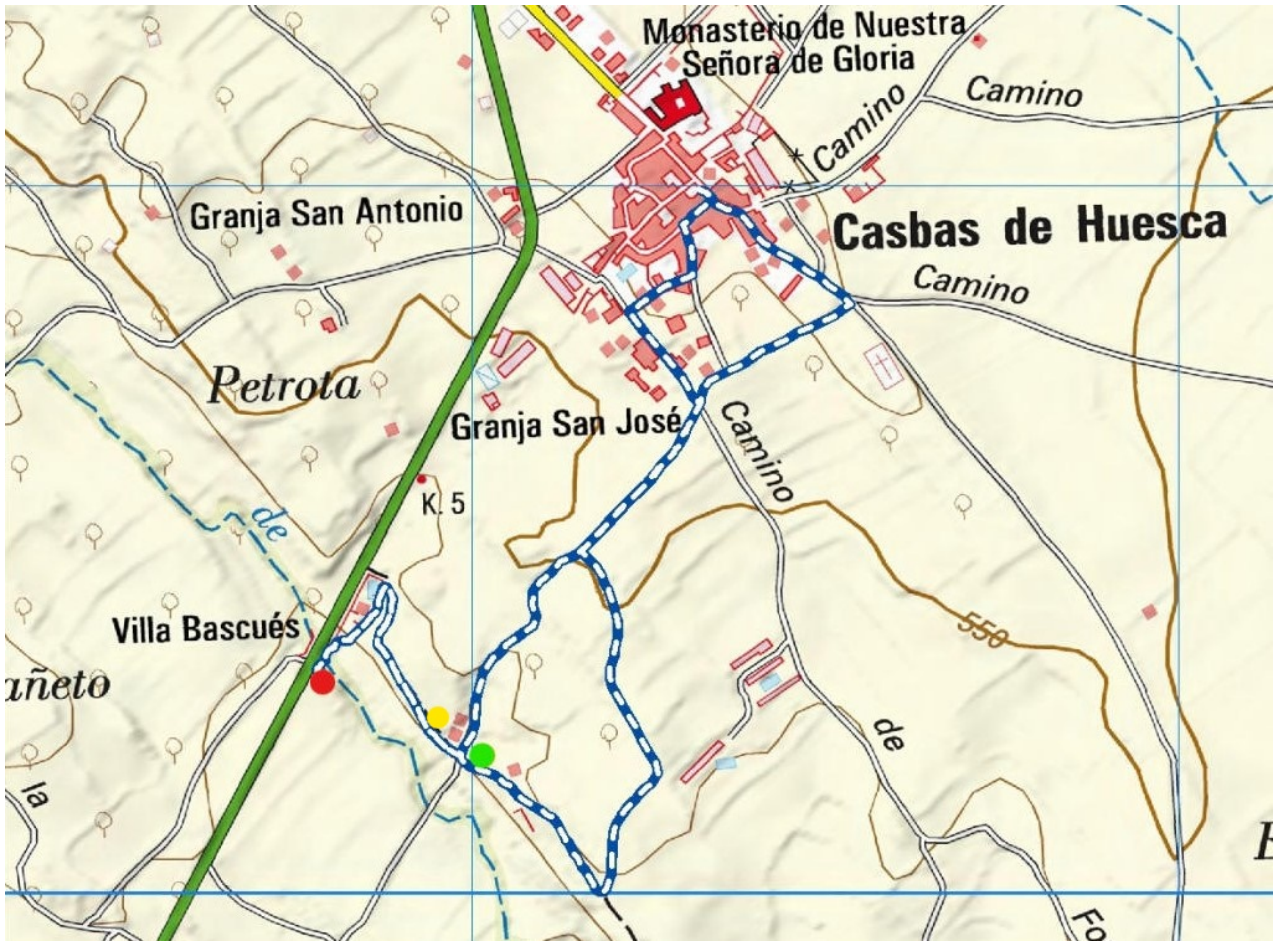 Monasterio de Nuestra
Señora de Gloria
Camino
Camino
Granja San Antonio
Casbas de Huesca
Camino
Petrota
Granja San José
Camino
K. 5
de
Villa Bascués
550
añeto
de
la
E
Fo